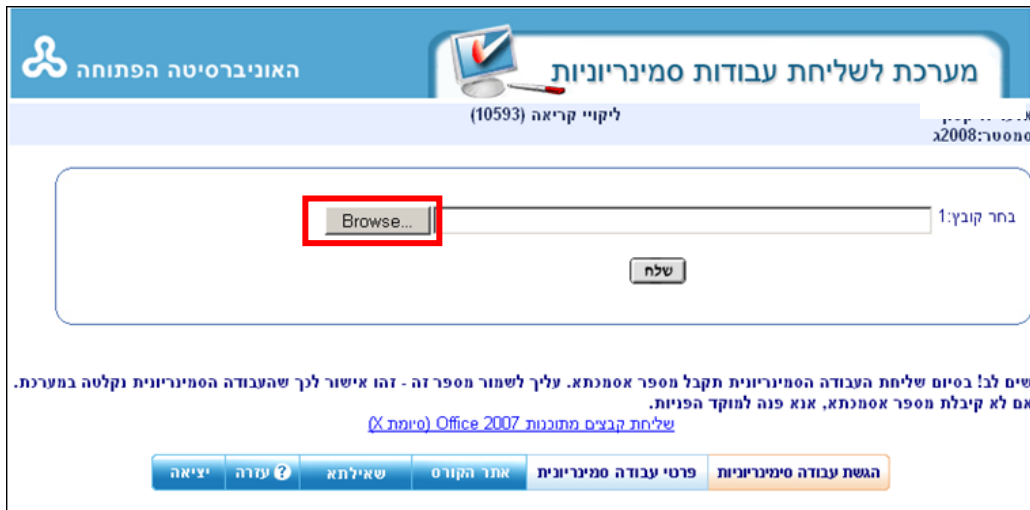 מערכת לשליחת עבודות סמינריוניות
האוניברסיטה הפתוחה
ליקויי קריאה (10593)
סמסטר:2008ג
בחר קובץ:1
Browse...
שלח
שים לב! בסיום שליחת העבודה הסמינריונית תקבל מספר אסמכתא. עליך לשמור מספר זה - זהו אישור לכך שהעבודה הסמינריונית נקלטה במערכת.
אם לא קיבלת מספר אסמכתא, אנא פנה למוקד הפניות.
שליחת קבצים מתוכנות Office 2007 (סיומת X)
הגשת עבודה סימינריוניות פרטי עבודה סמינריונית אתר הקורס שאילתא עזרה ? יציאה